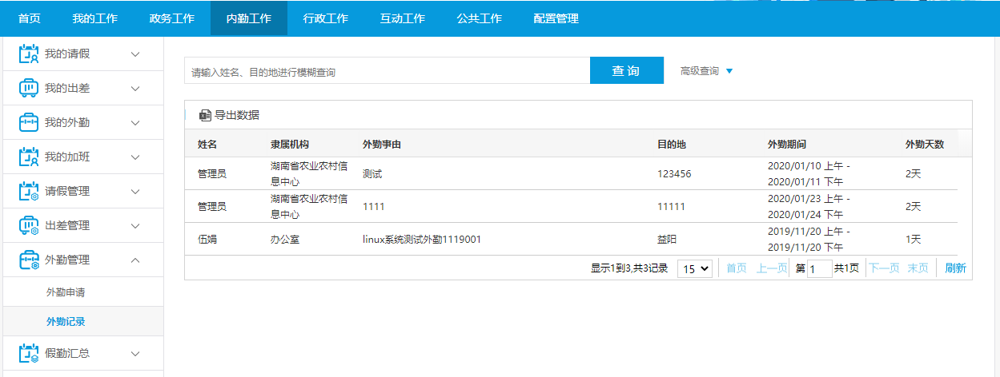 首页 我的工作 政务工作 内勤工作 行政工作 互动工作 公共工作 配置管理
我的请假
我的出差
我的外勤
我的加班
请假管理
出差管理
外勤管理
外勤申请
外勤记录
假勤汇总
请输入姓名、目的地进行模糊查询 查 询 高级查询
导出数据
姓名 隶属机构 外勤事由 目的地 外勤期间 外勤天数
管理员 湖南省农业农村信息中心 测试 123456 2020/01/10 上午 - 2020/01/11 下午 2天
管理员 湖南省农业农村信息中心 1111 11111 2020/01/23 上午 - 2020/01/24 下午 2天
伍娟 办公室 linux系统测试外勤1119001 益阳 2019/11/20 上午 - 2019/11/20 下午 1天
显示1到3,共3记录 15 首页 上一页 第 1 共1页 下一页 末页 刷新